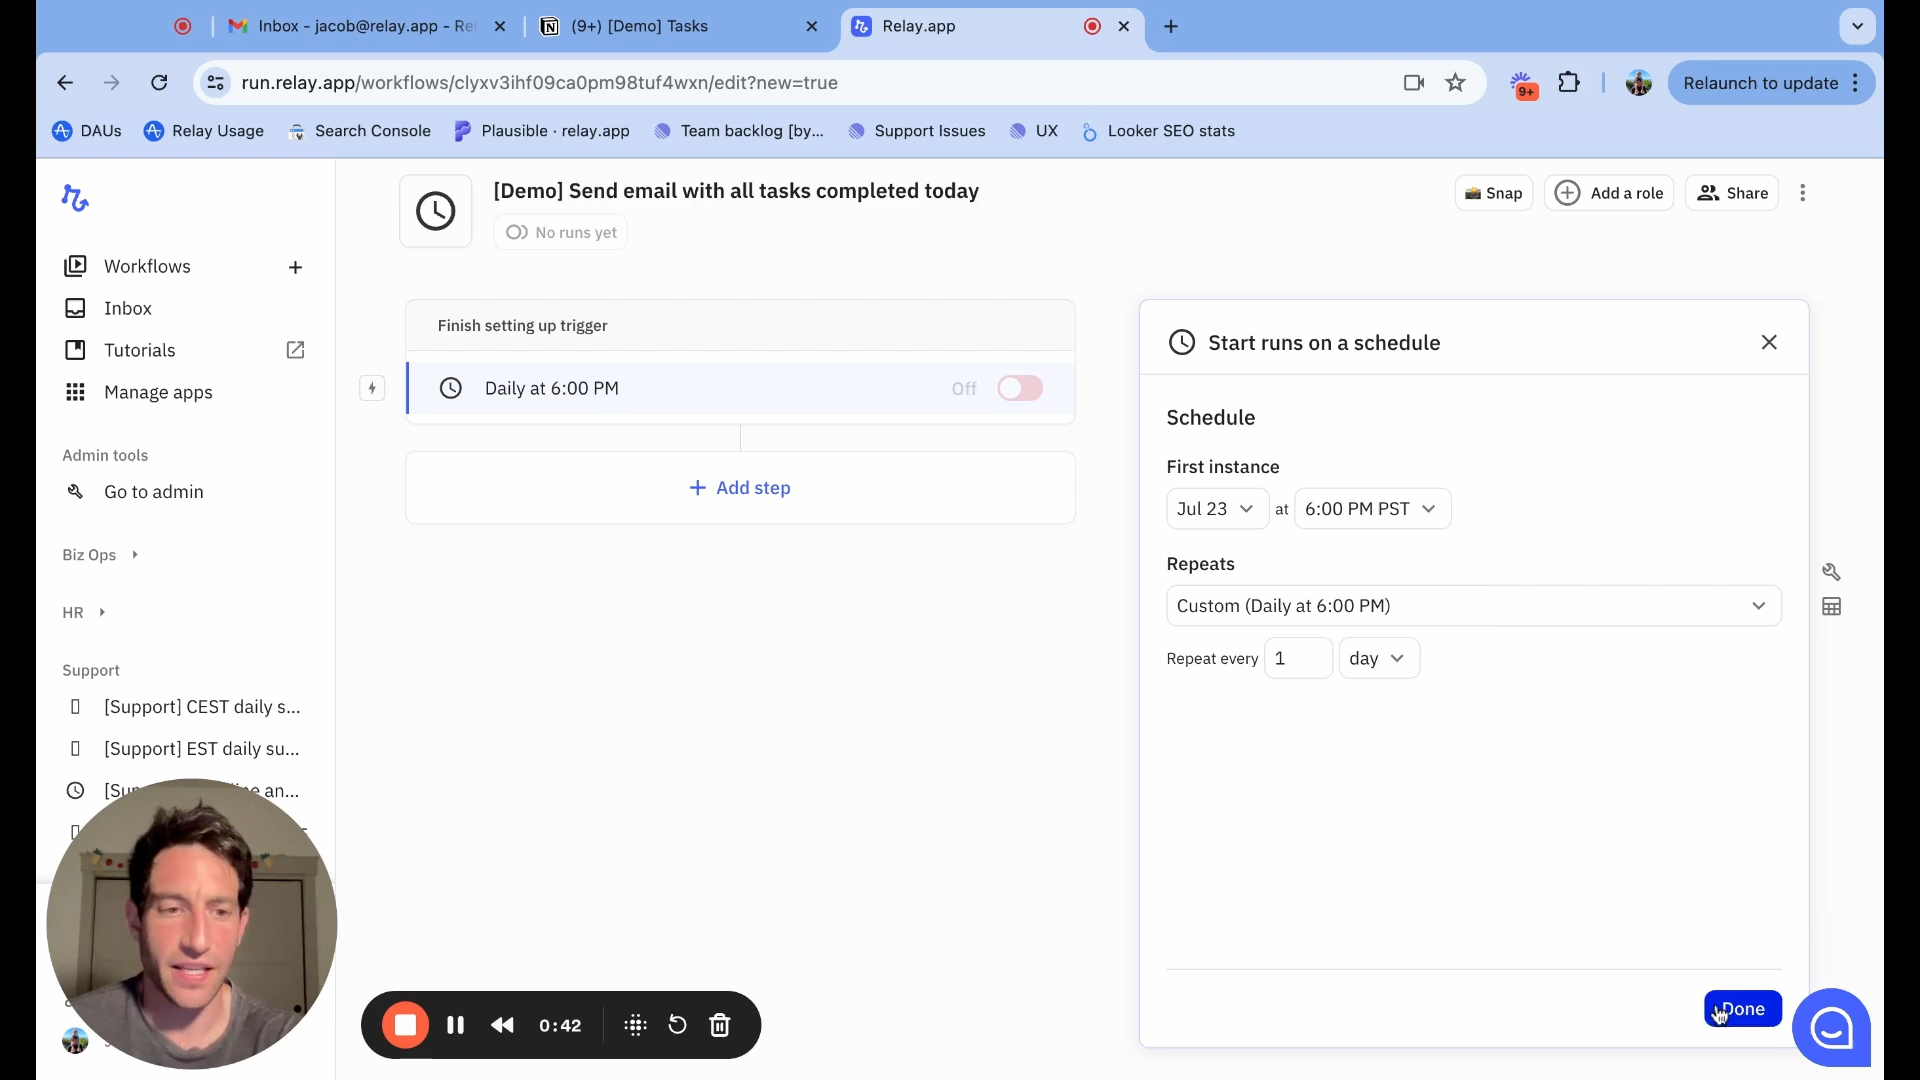 Inbox - jacob@relay.app - Re
(9+) [Demo] Tasks
Relay.app
run.relay.app/workflows/clyxv3ihf09ca0pm98tuf4wxn/edit?new=true
9+
Relaunch to update
DAUs
Relay Usage
Search Console
Plausible · relay.app
Team backlog [by...
Support Issues
UX
Looker SEO stats
[Demo] Send email with all tasks completed today
No runs yet
Snap
Add a role
Share
Workflows
Inbox
Tutorials
Manage apps
Admin tools
Go to admin
Biz Ops
HR
Support
[Support] CEST daily s...
[Support] EST daily su...
an...
Finish setting up trigger
Daily at 6:00 PM
Off
Add step
Start runs on a schedule
Schedule
First instance
Jul 23 at 6:00 PM PST
Repeats
Custom (Daily at 6:00 PM)
Repeat every 1 day
Done
0:42